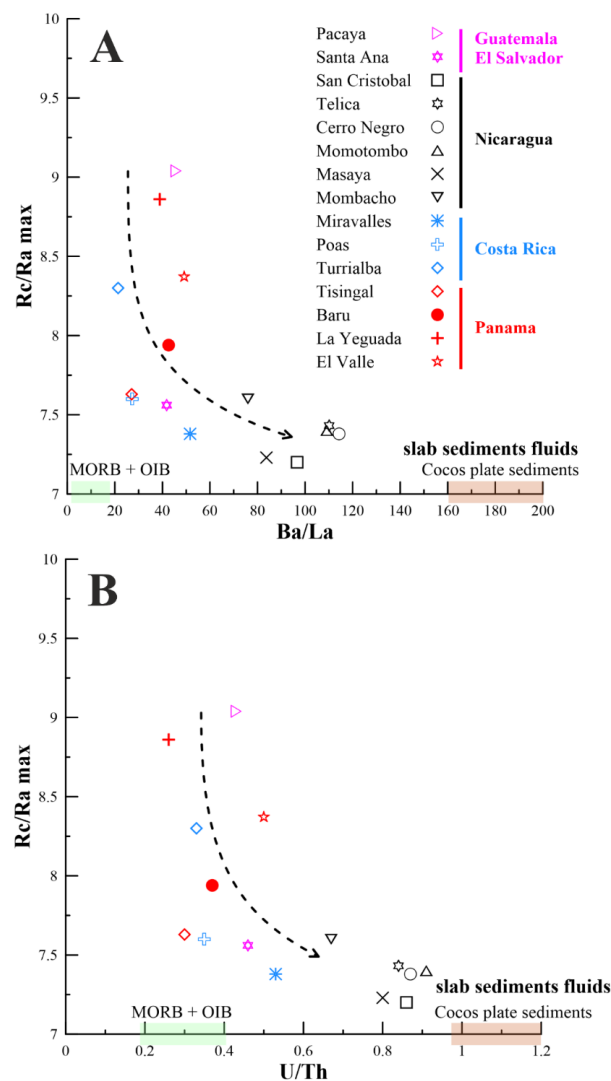 A
Pacaya
Guatemala
Santa Ana
El Salvador
San Cristobal
Telica
Cerro Negro
Nicaragua
Momotombo
Masaya
Mombacho
Miravalles
Poas
Costa Rica
Turrialba
Tisingal
Baru
Panama
La Yeguada
El Valle
Rc/Ra max
10
9.5
9
8.5
8
7.5
7
MORB + OIB
slab sediments fluids
Cocos plate sediments
0 20 40 60 80 100 120 140 160 180 200
Ba/La
B
Rc/Ra max
10
9.5
9
8.5
8
7.5
7
MORB + OIB
slab sediments fluids
Cocos plate sediments
0 0.2 0.4 0.6 0.8 1 1.2
U/Th